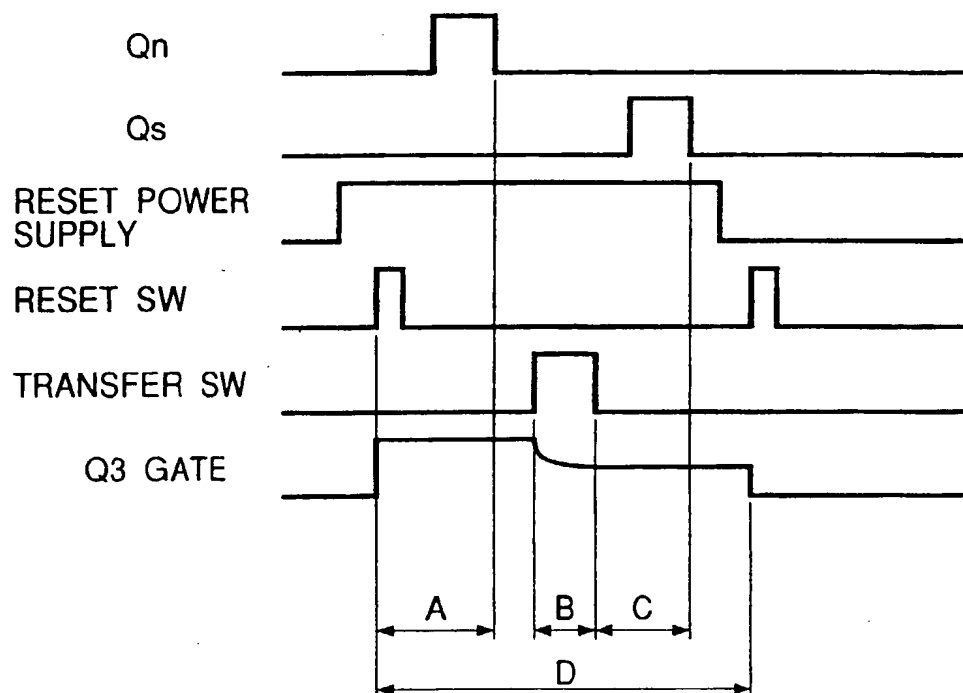 Qn
Qs
RESET POWER
SUPPLY
RESET SW
TRANSFER SW
Q3 GATE
A
B
C
D